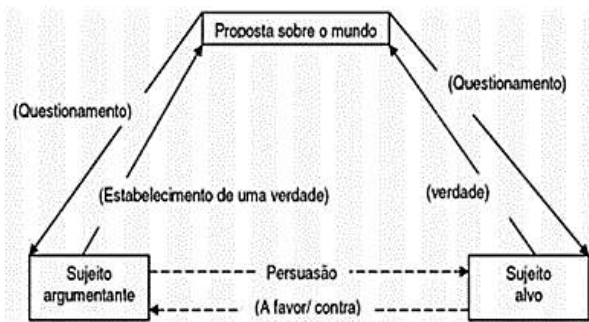 Proposta sobre o mundo
(Questionamento)
(Questionamento)
(Estabelecimento de uma verdade)
(verdade)
Sujeito
argumentante
Persuasão
Sujeito
alvo
(A favor/ contra)